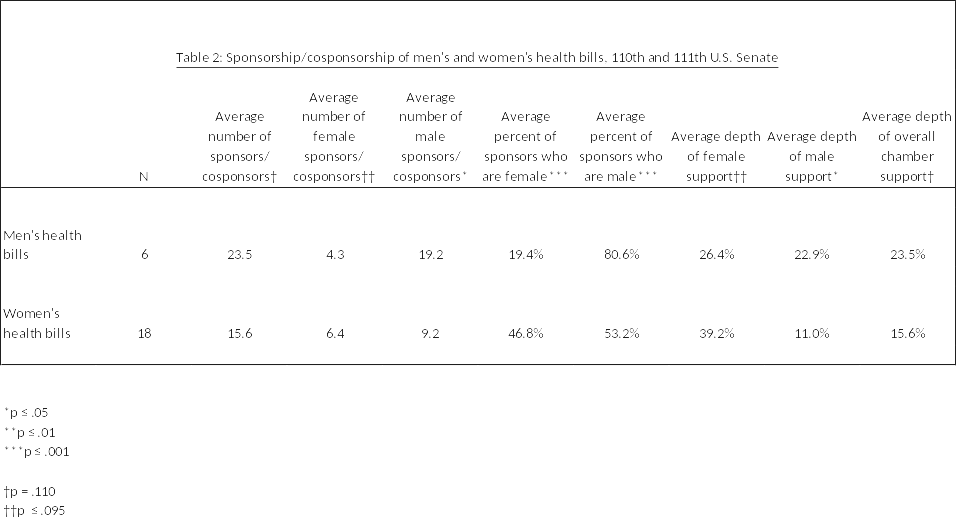 Table 2: Sponsorship/cosponsorship of men's and women's health bills, 110th and 111th U.S. Senate
N
Average
number of
sponsors/
cosponsors†
Average
number of
female
sponsors/
cosponsors††
Average
number of
male
sponsors/
cosponsors*
Average
percent of
sponsors who
are female***
Average
percent of
sponsors who
are male***
Average depth
of female
support††
Average depth
of male
support*
Average depth
of overall
chamber
support†
Men's health
bills 6 23.5 4.3 19.2 19.4% 80.6% 26.4% 22.9% 23.5%
Women's
health bills 18 15.6 6.4 9.2 46.8% 53.2% 39.2% 11.0% 15.6%
*p ≤ .05
**p ≤ .01
***p ≤ .001
†p = .110
††p ≤ .095